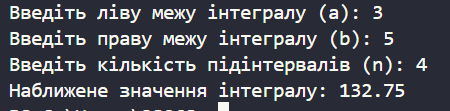 Введіть ліву межу інтегралу (a): 3
Введіть праву межу інтегралу (b): 5
Введіть кількість підінтервалів (n): 4
Наближене значення інтегралу: 132.75